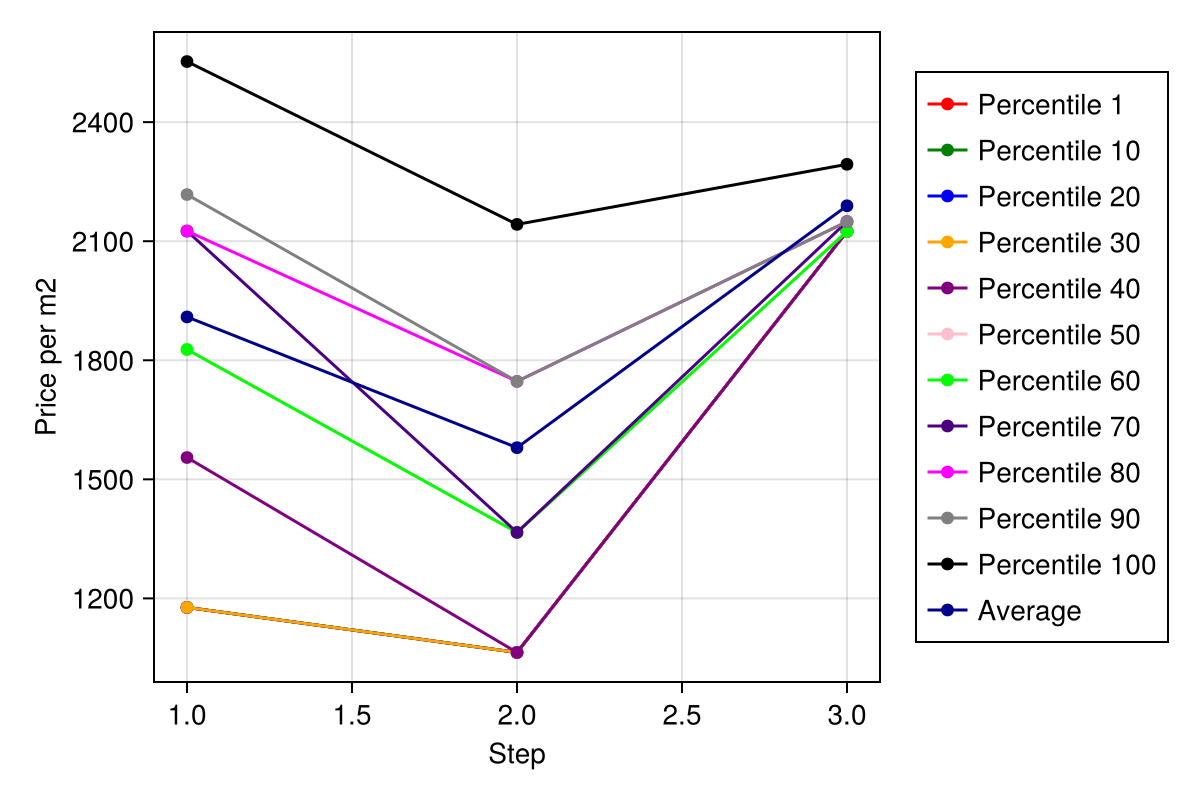 2400
2100
1800
1500
1200
Price per m2
1.0 1.5 2.0 2.5 3.0
Step
Percentile 1
Percentile 10
Percentile 20
Percentile 30
Percentile 40
Percentile 50
Percentile 60
Percentile 70
Percentile 80
Percentile 90
Percentile 100
Average